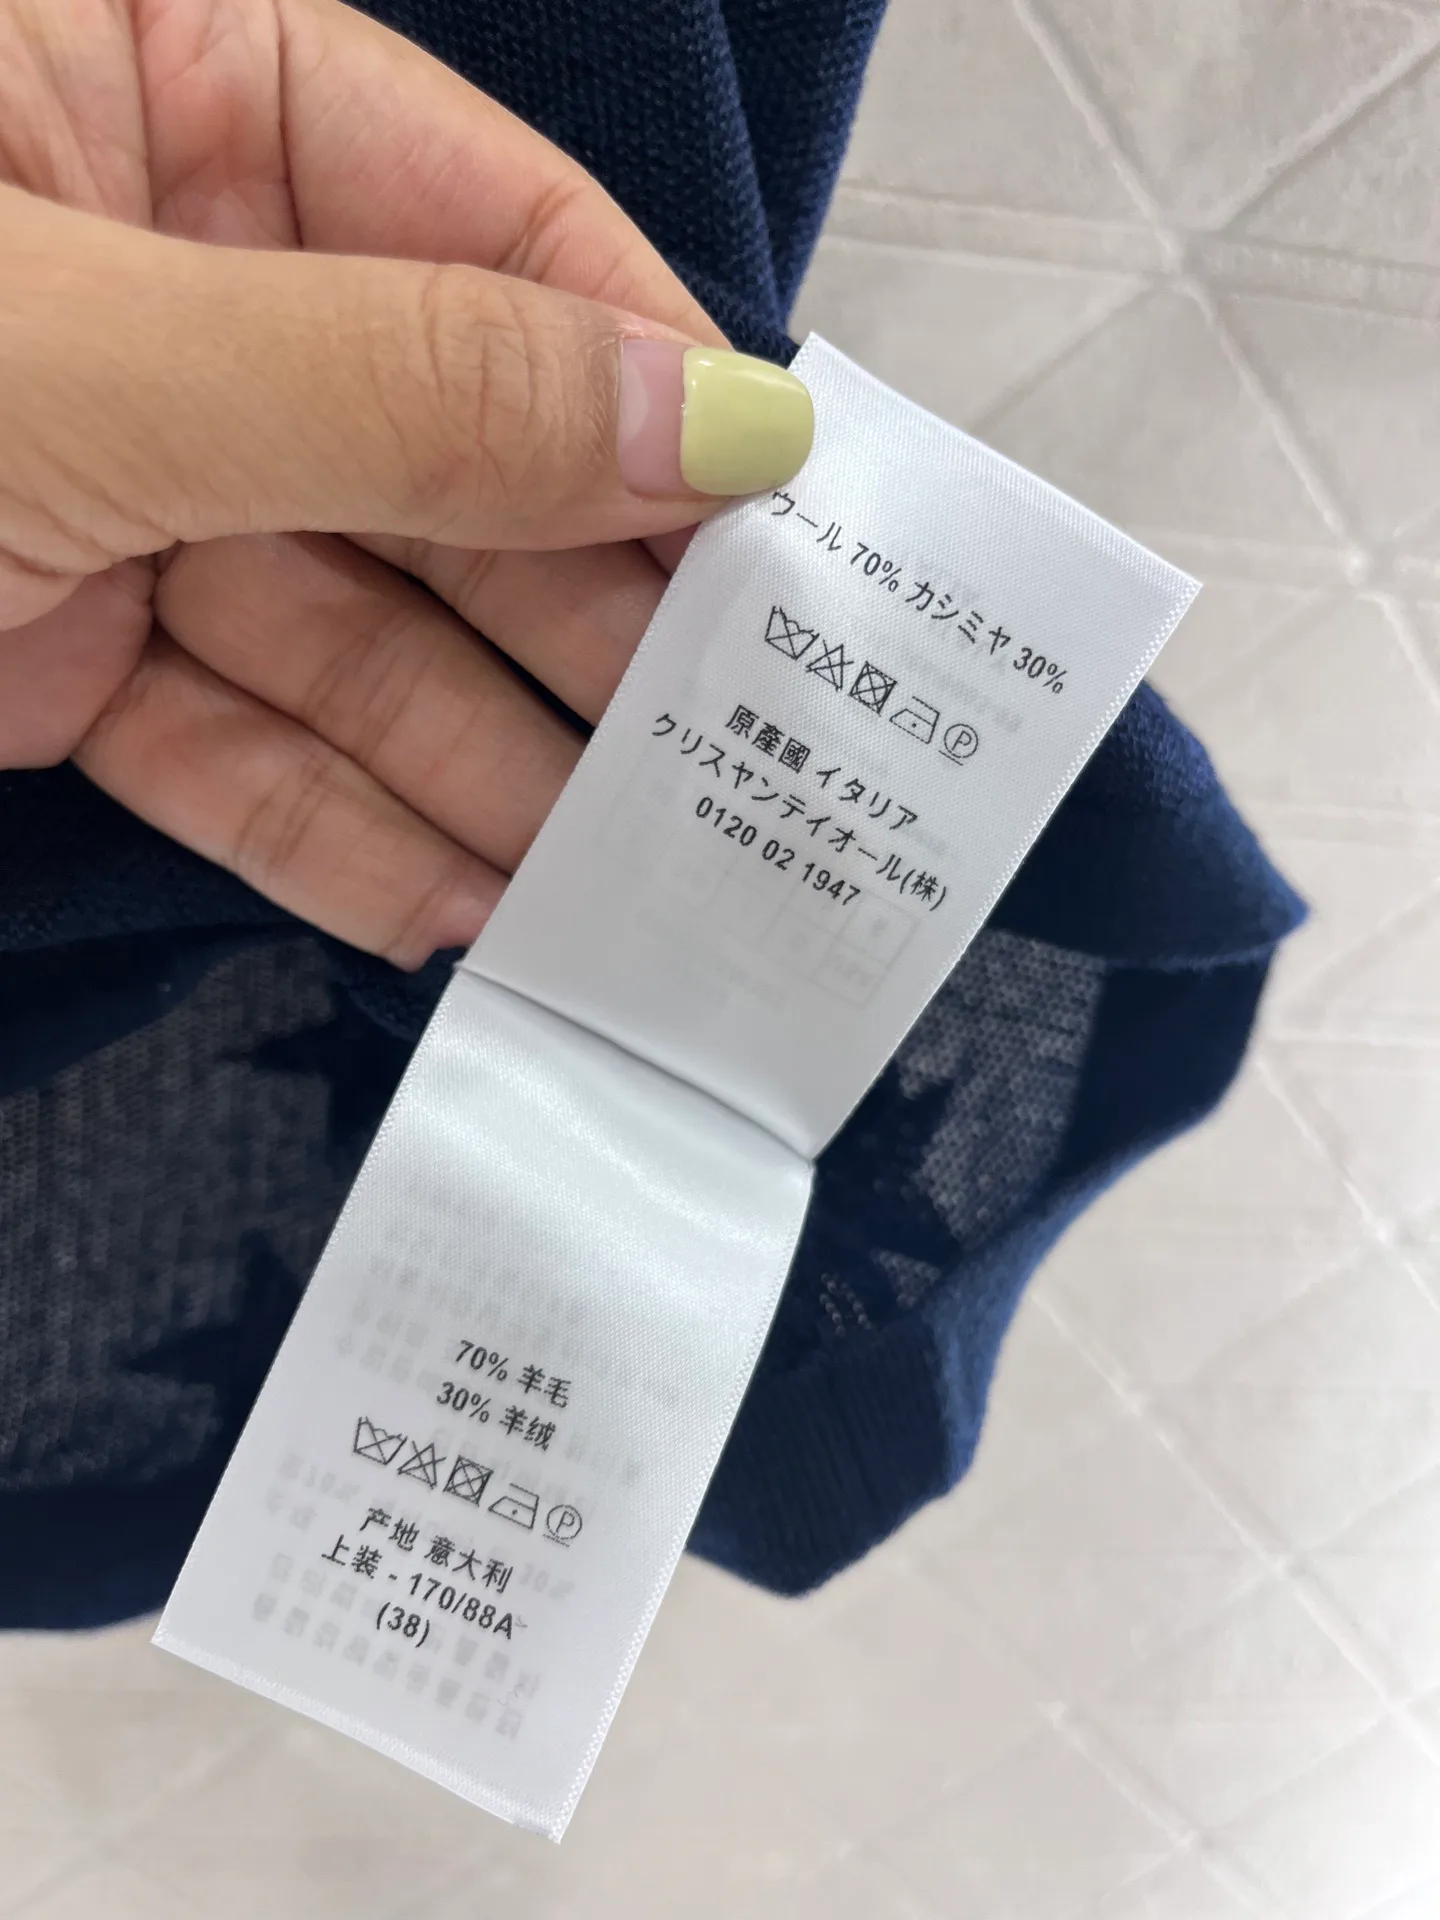 ウール 70% カシミヤ 30%
P
原産國 イタリア
クリスヤンティオール(株)
0120 02 1947
70% 羊毛
30% 羊绒
P
产地 意大利
上装 - 170/88A
(38)